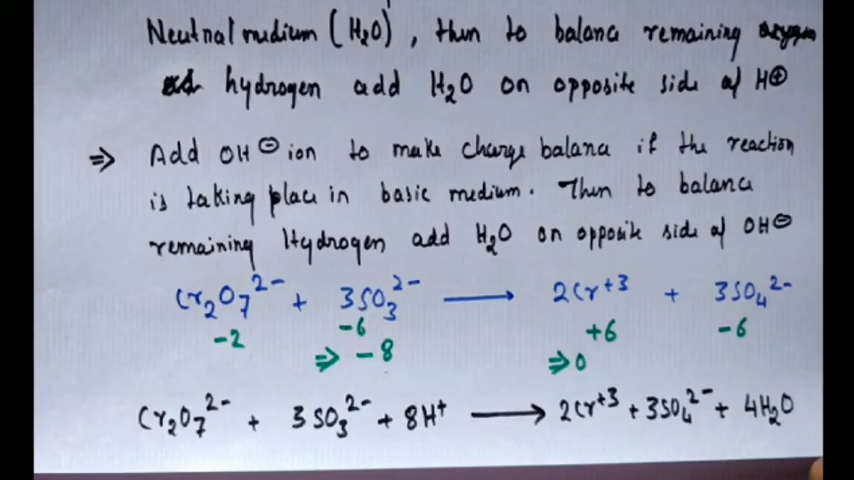 Neutral medium (H₂O), then to balance remaining oxygen
hydrogen add H₂O on opposite side of H⊕
⇒ Add OH⊖ ion to make charge balance if the reaction
is taking place in basic medium. Then to balance
remaining Hydrogen add H₂O on opposite side of OH⊖
Cr₂O₇²⁻ + 3SO₃²⁻ ⟶ 2Cr⁺³ + 3SO₄²⁻
-2 -6 +6 -6
⇒ -8 ⇒ 0
Cr₂O₇²⁻ + 3SO₃²⁻ + 8H⁺ ⟶ 2Cr⁺³ + 3SO₄²⁻ + 4H₂O